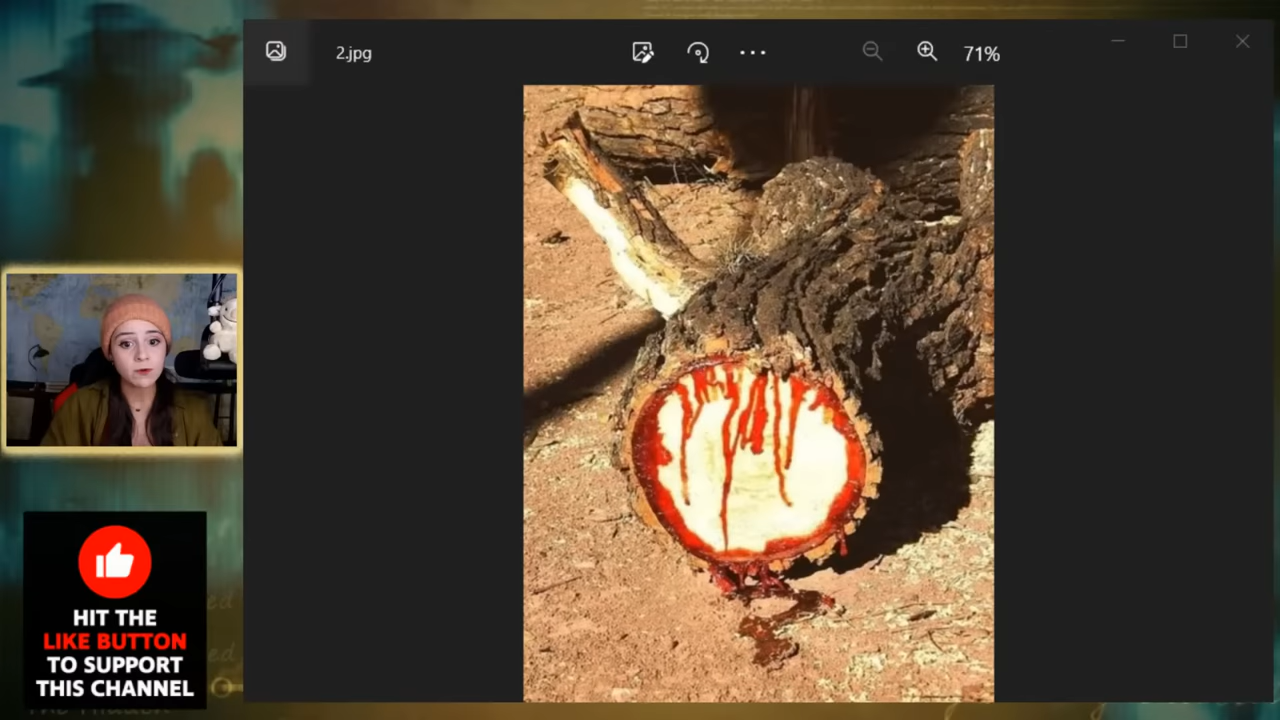 2.jpg
71%
HIT THE
LIKE BUTTON
TO SUPPORT
THIS CHANNEL